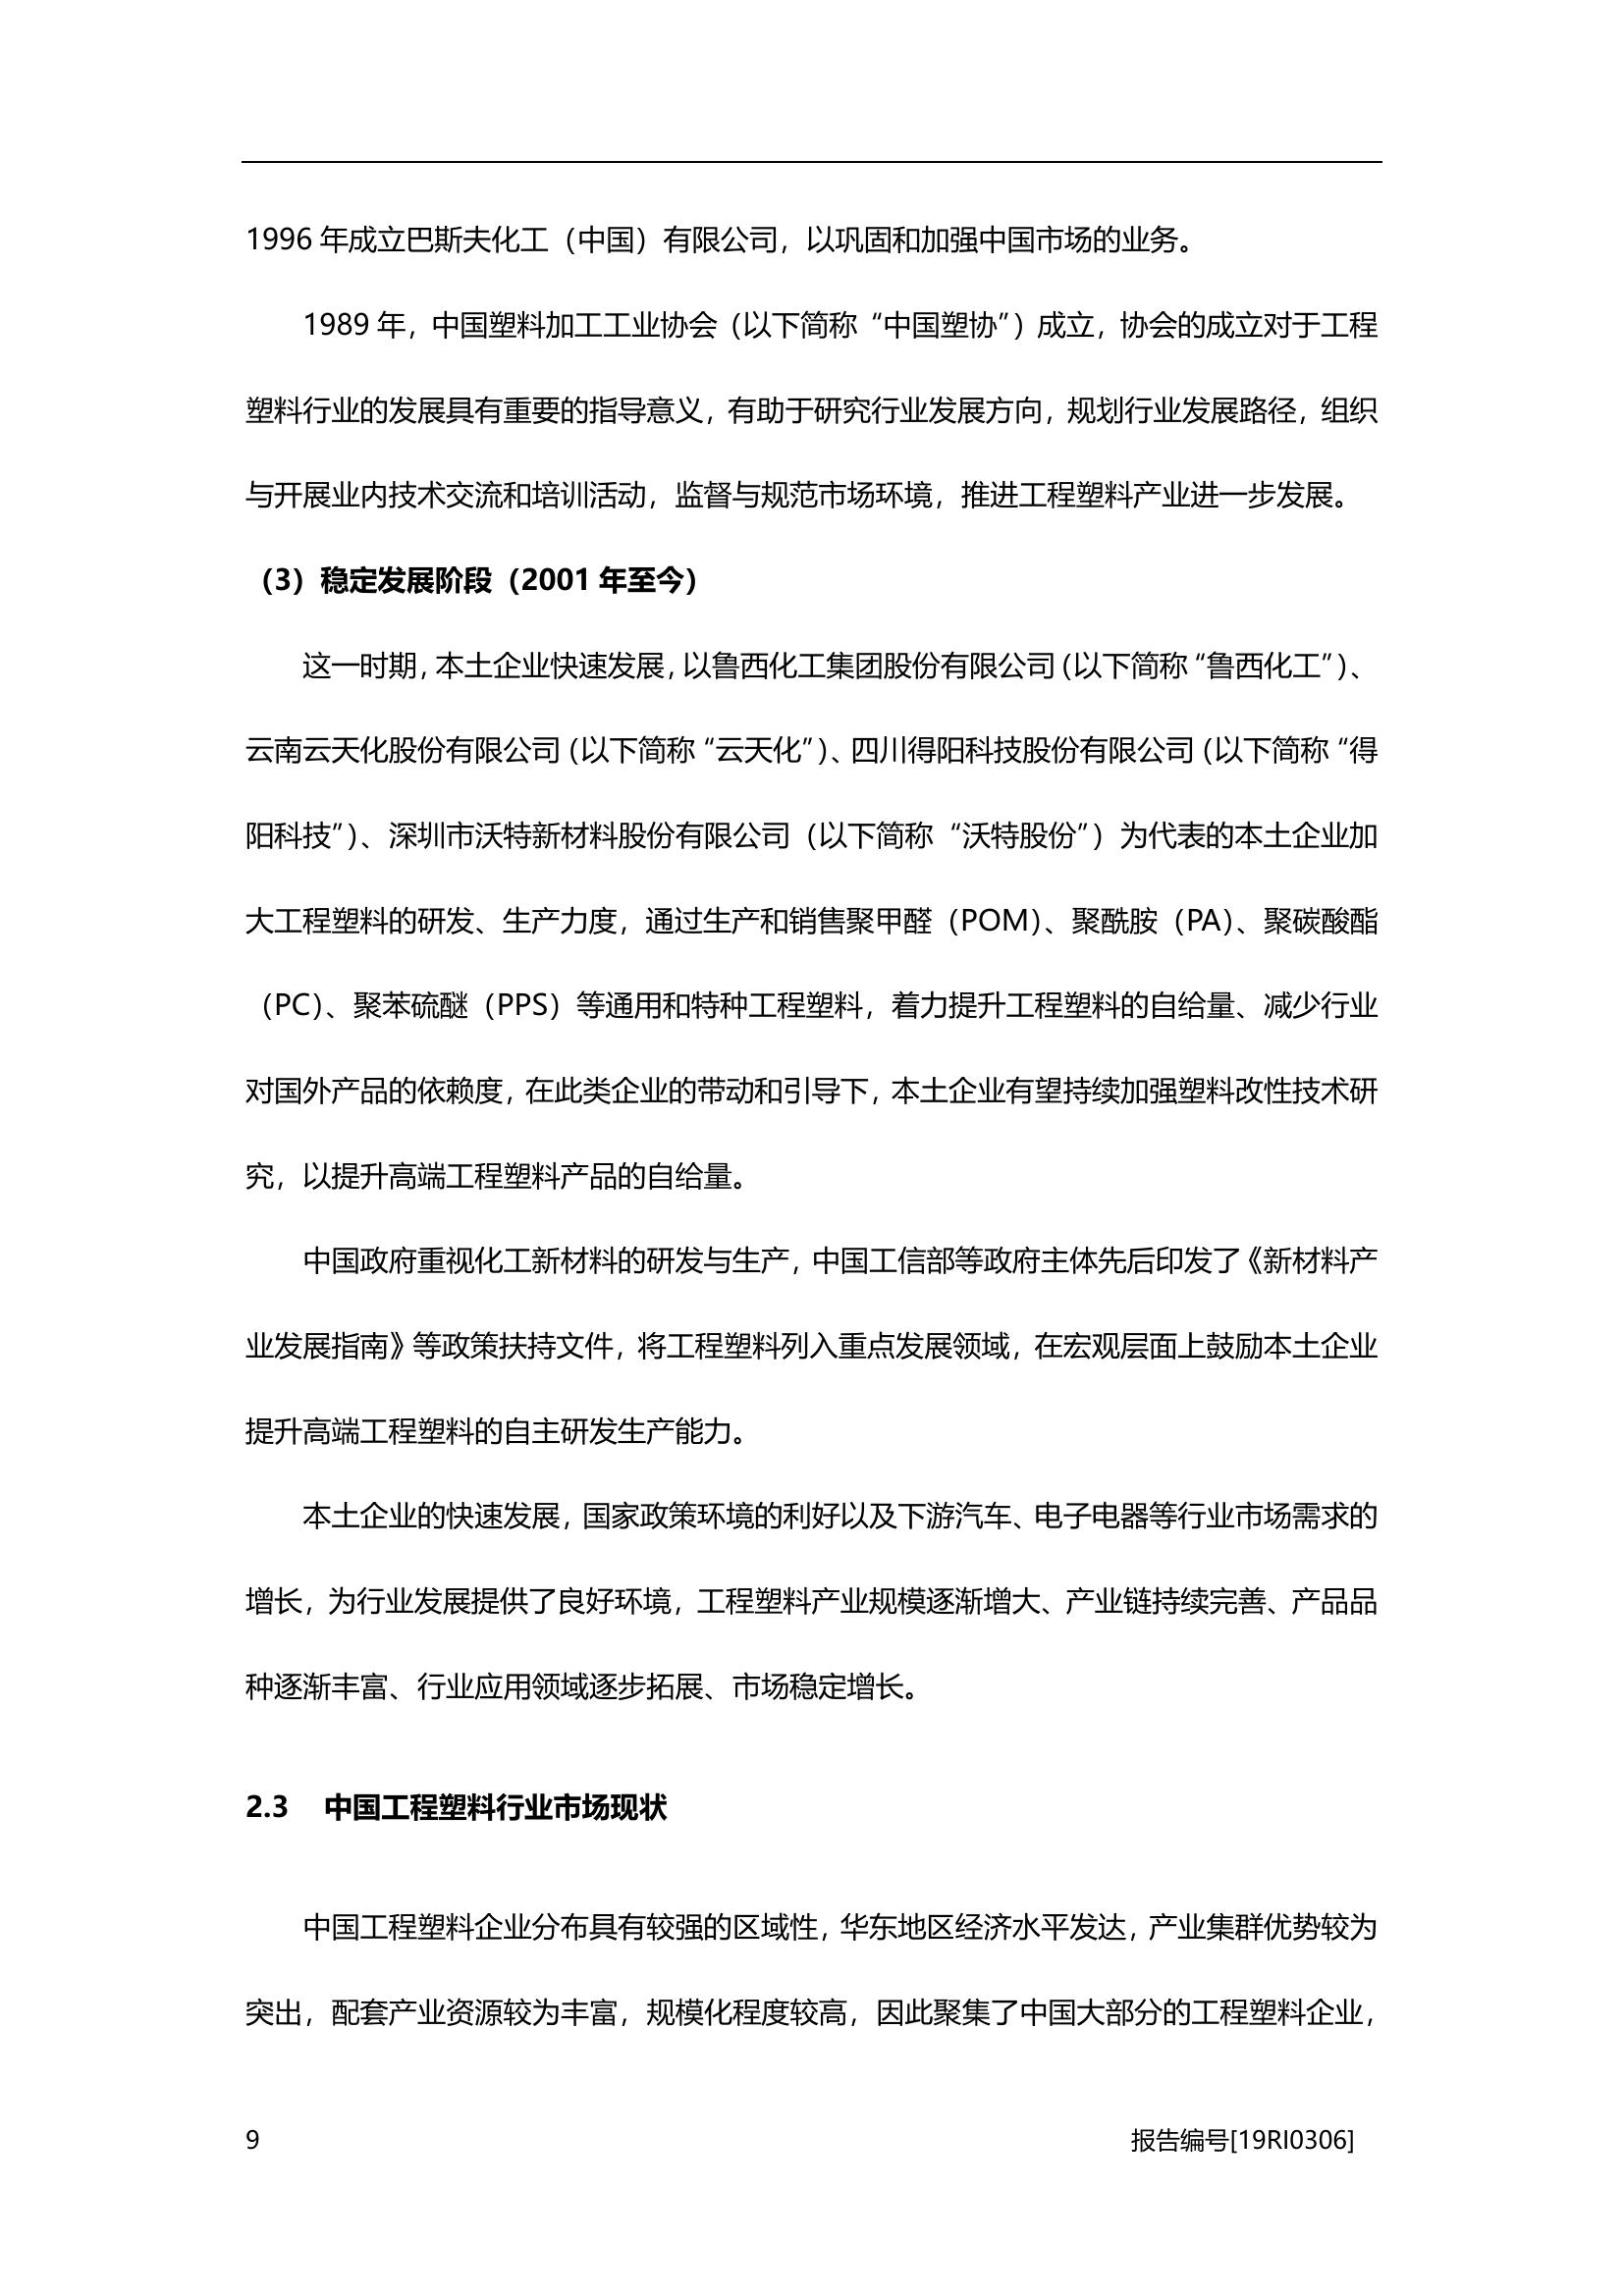 1996 年成立巴斯夫化工（中国）有限公司，以巩固和加强中国市场的业务。
1989 年，中国塑料加工工业协会（以下简称“中国塑协”）成立，协会的成立对于工程
塑料行业的发展具有重要的指导意义，有助于研究行业发展方向，规划行业发展路径，组织
与开展业内技术交流和培训活动，监督与规范市场环境，推进工程塑料产业进一步发展。
（3）稳定发展阶段（2001 年至今）
这一时期，本土企业快速发展，以鲁西化工集团股份有限公司（以下简称“鲁西化工”）、
云南云天化股份有限公司（以下简称“云天化”）、四川得阳科技股份有限公司（以下简称“得
阳科技”）、深圳市沃特新材料股份有限公司（以下简称“沃特股份”）为代表的本土企业加
大工程塑料的研发、生产力度，通过生产和销售聚甲醛（POM）、聚酰胺（PA）、聚碳酸酯
（PC）、聚苯硫醚（PPS）等通用和特种工程塑料，着力提升工程塑料的自给量、减少行业
对国外产品的依赖度，在此类企业的带动和引导下，本土企业有望持续加强塑料改性技术研
究，以提升高端工程塑料产品的自给量。
中国政府重视化工新材料的研发与生产，中国工信部等政府主体先后印发了《新材料产
业发展指南》等政策扶持文件，将工程塑料列入重点发展领域，在宏观层面上鼓励本土企业
提升高端工程塑料的自主研发生产能力。
本土企业的快速发展，国家政策环境的利好以及下游汽车、电子电器等行业市场需求的
增长，为行业发展提供了良好环境，工程塑料产业规模逐渐增大、产业链持续完善、产品品
种逐渐丰富、行业应用领域逐步拓展、市场稳定增长。
2.3 中国工程塑料行业市场现状
中国工程塑料企业分布具有较强的区域性，华东地区经济水平发达，产业集群优势较为
突出，配套产业资源较为丰富，规模化程度较高，因此聚集了中国大部分的工程塑料企业，
9 报告编号[19RI0306]